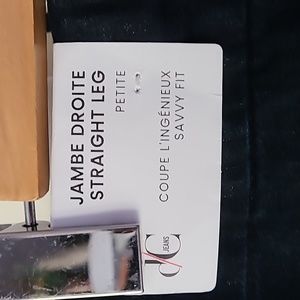 JAMBE DROITE
STRAIGHT LEG
PETITE
COUPE L'INGÉNIEUX
SAVVY FIT
d/C
JEANS